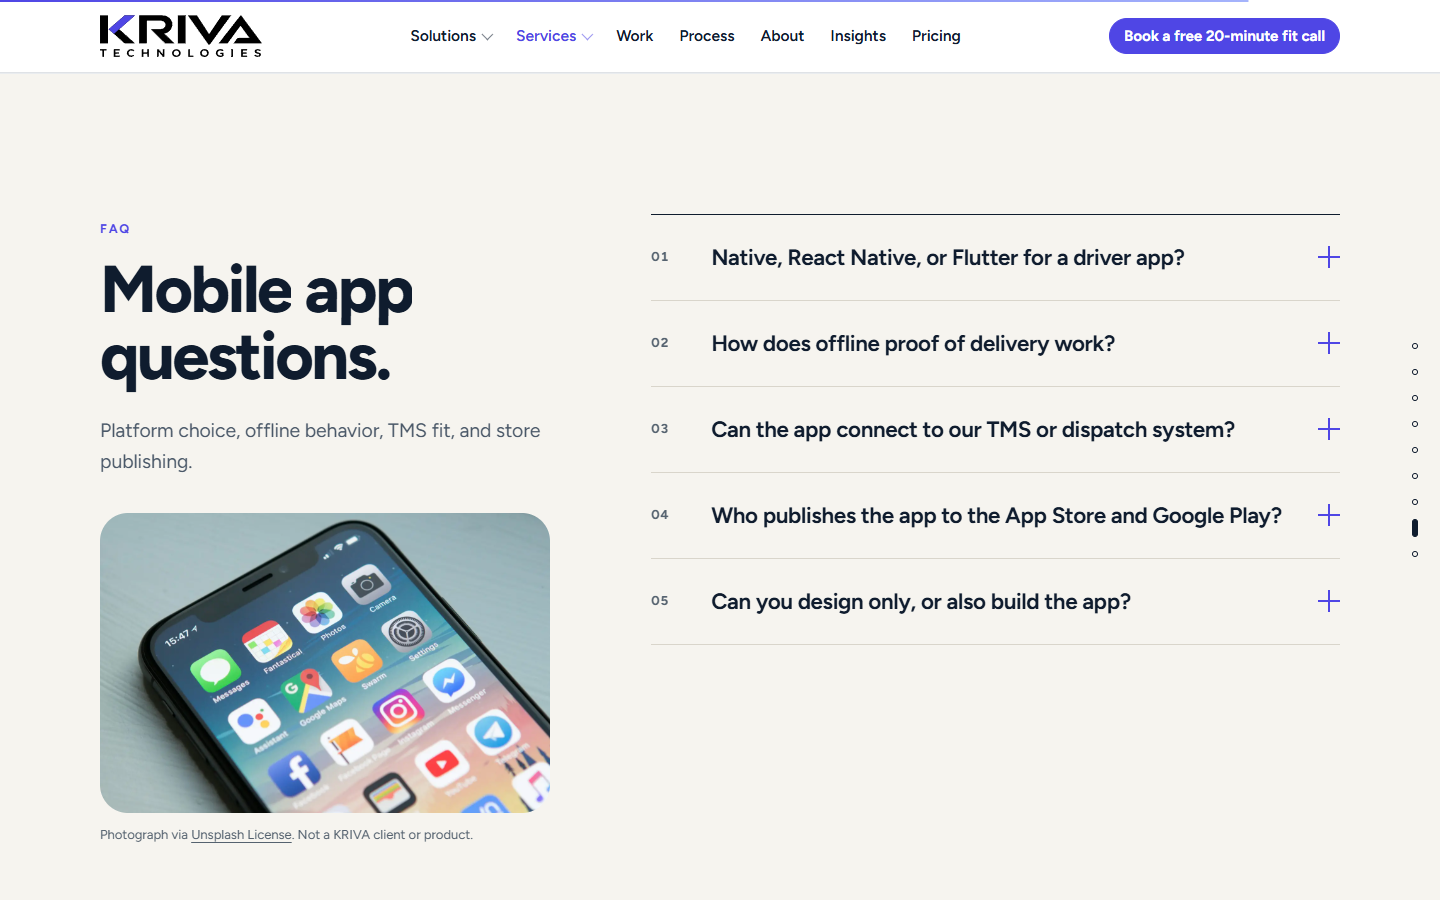 KRIVA
TECHNOLOGIES
Solutions
Services
Work
Process
About
Insights
Pricing
Book a free 20-minute fit call
FAQ
Mobile app
questions.
Platform choice, offline behavior, TMS fit, and store
publishing.
15:47
Camera
Photos
Fantastical
Messages
Settings
Swarm
Google Maps
Assistant
Messenger
Instagram
Facebook Page
Facebook
Telegram
YouTube
Photograph via Unsplash License. Not a KRIVA client or product.
01 Native, React Native, or Flutter for a driver app?
02 How does offline proof of delivery work?
03 Can the app connect to our TMS or dispatch system?
04 Who publishes the app to the App Store and Google Play?
05 Can you design only, or also build the app?